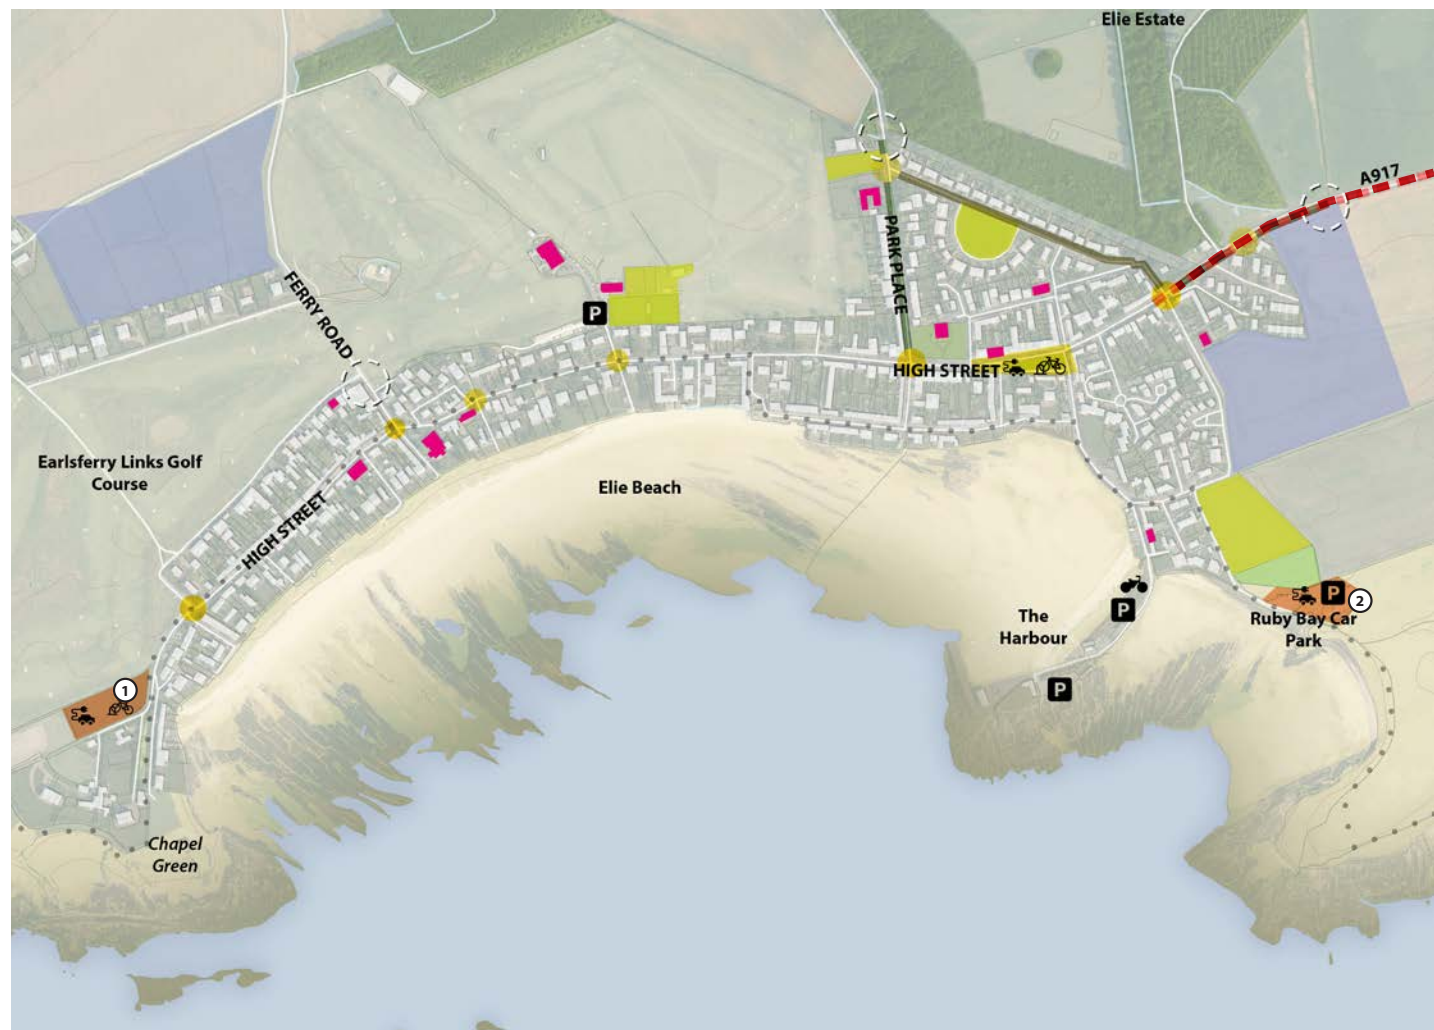 Elie Estate
A917
PARK PLACE
FERRY ROAD
P
HIGH STREET
Earlsferry Links Golf
Course
Elie Beach
HIGH STREET
The
Harbour
P
P
2
Ruby Bay Car
Park
1
P
Chapel
Green